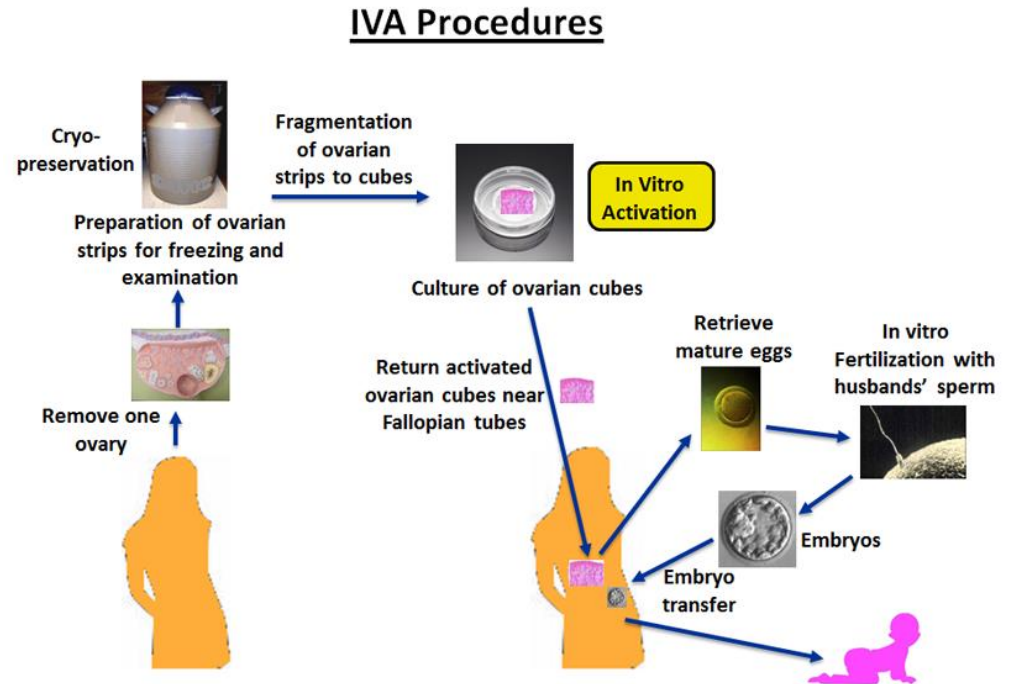 IVA Procedures
Cryo-
preservation
Fragmentation
of ovarian
strips to cubes
In Vitro
Activation
Preparation of ovarian
strips for freezing and
examination
Culture of ovarian cubes
Remove one
ovary
Return activated
ovarian cubes near
Fallopian tubes
Retrieve
mature eggs
In vitro
Fertilization with
husbands' sperm
Embryos
Embryo
transfer